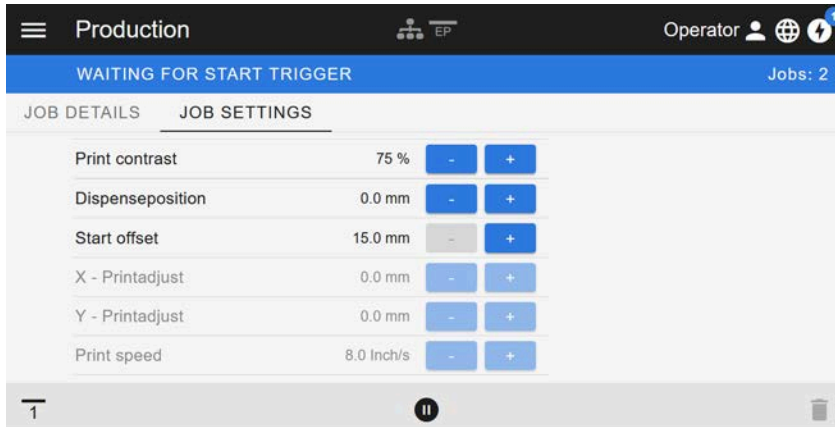 Production EP Operator
WAITING FOR START TRIGGER Jobs: 2
JOB DETAILS JOB SETTINGS
Print contrast 75 % - +
Dispenseposition 0.0 mm - +
Start offset 15.0 mm - +
X - Printadjust 0.0 mm - +
Y - Printadjust 0.0 mm - +
Print speed 8.0 Inch/s - +
1